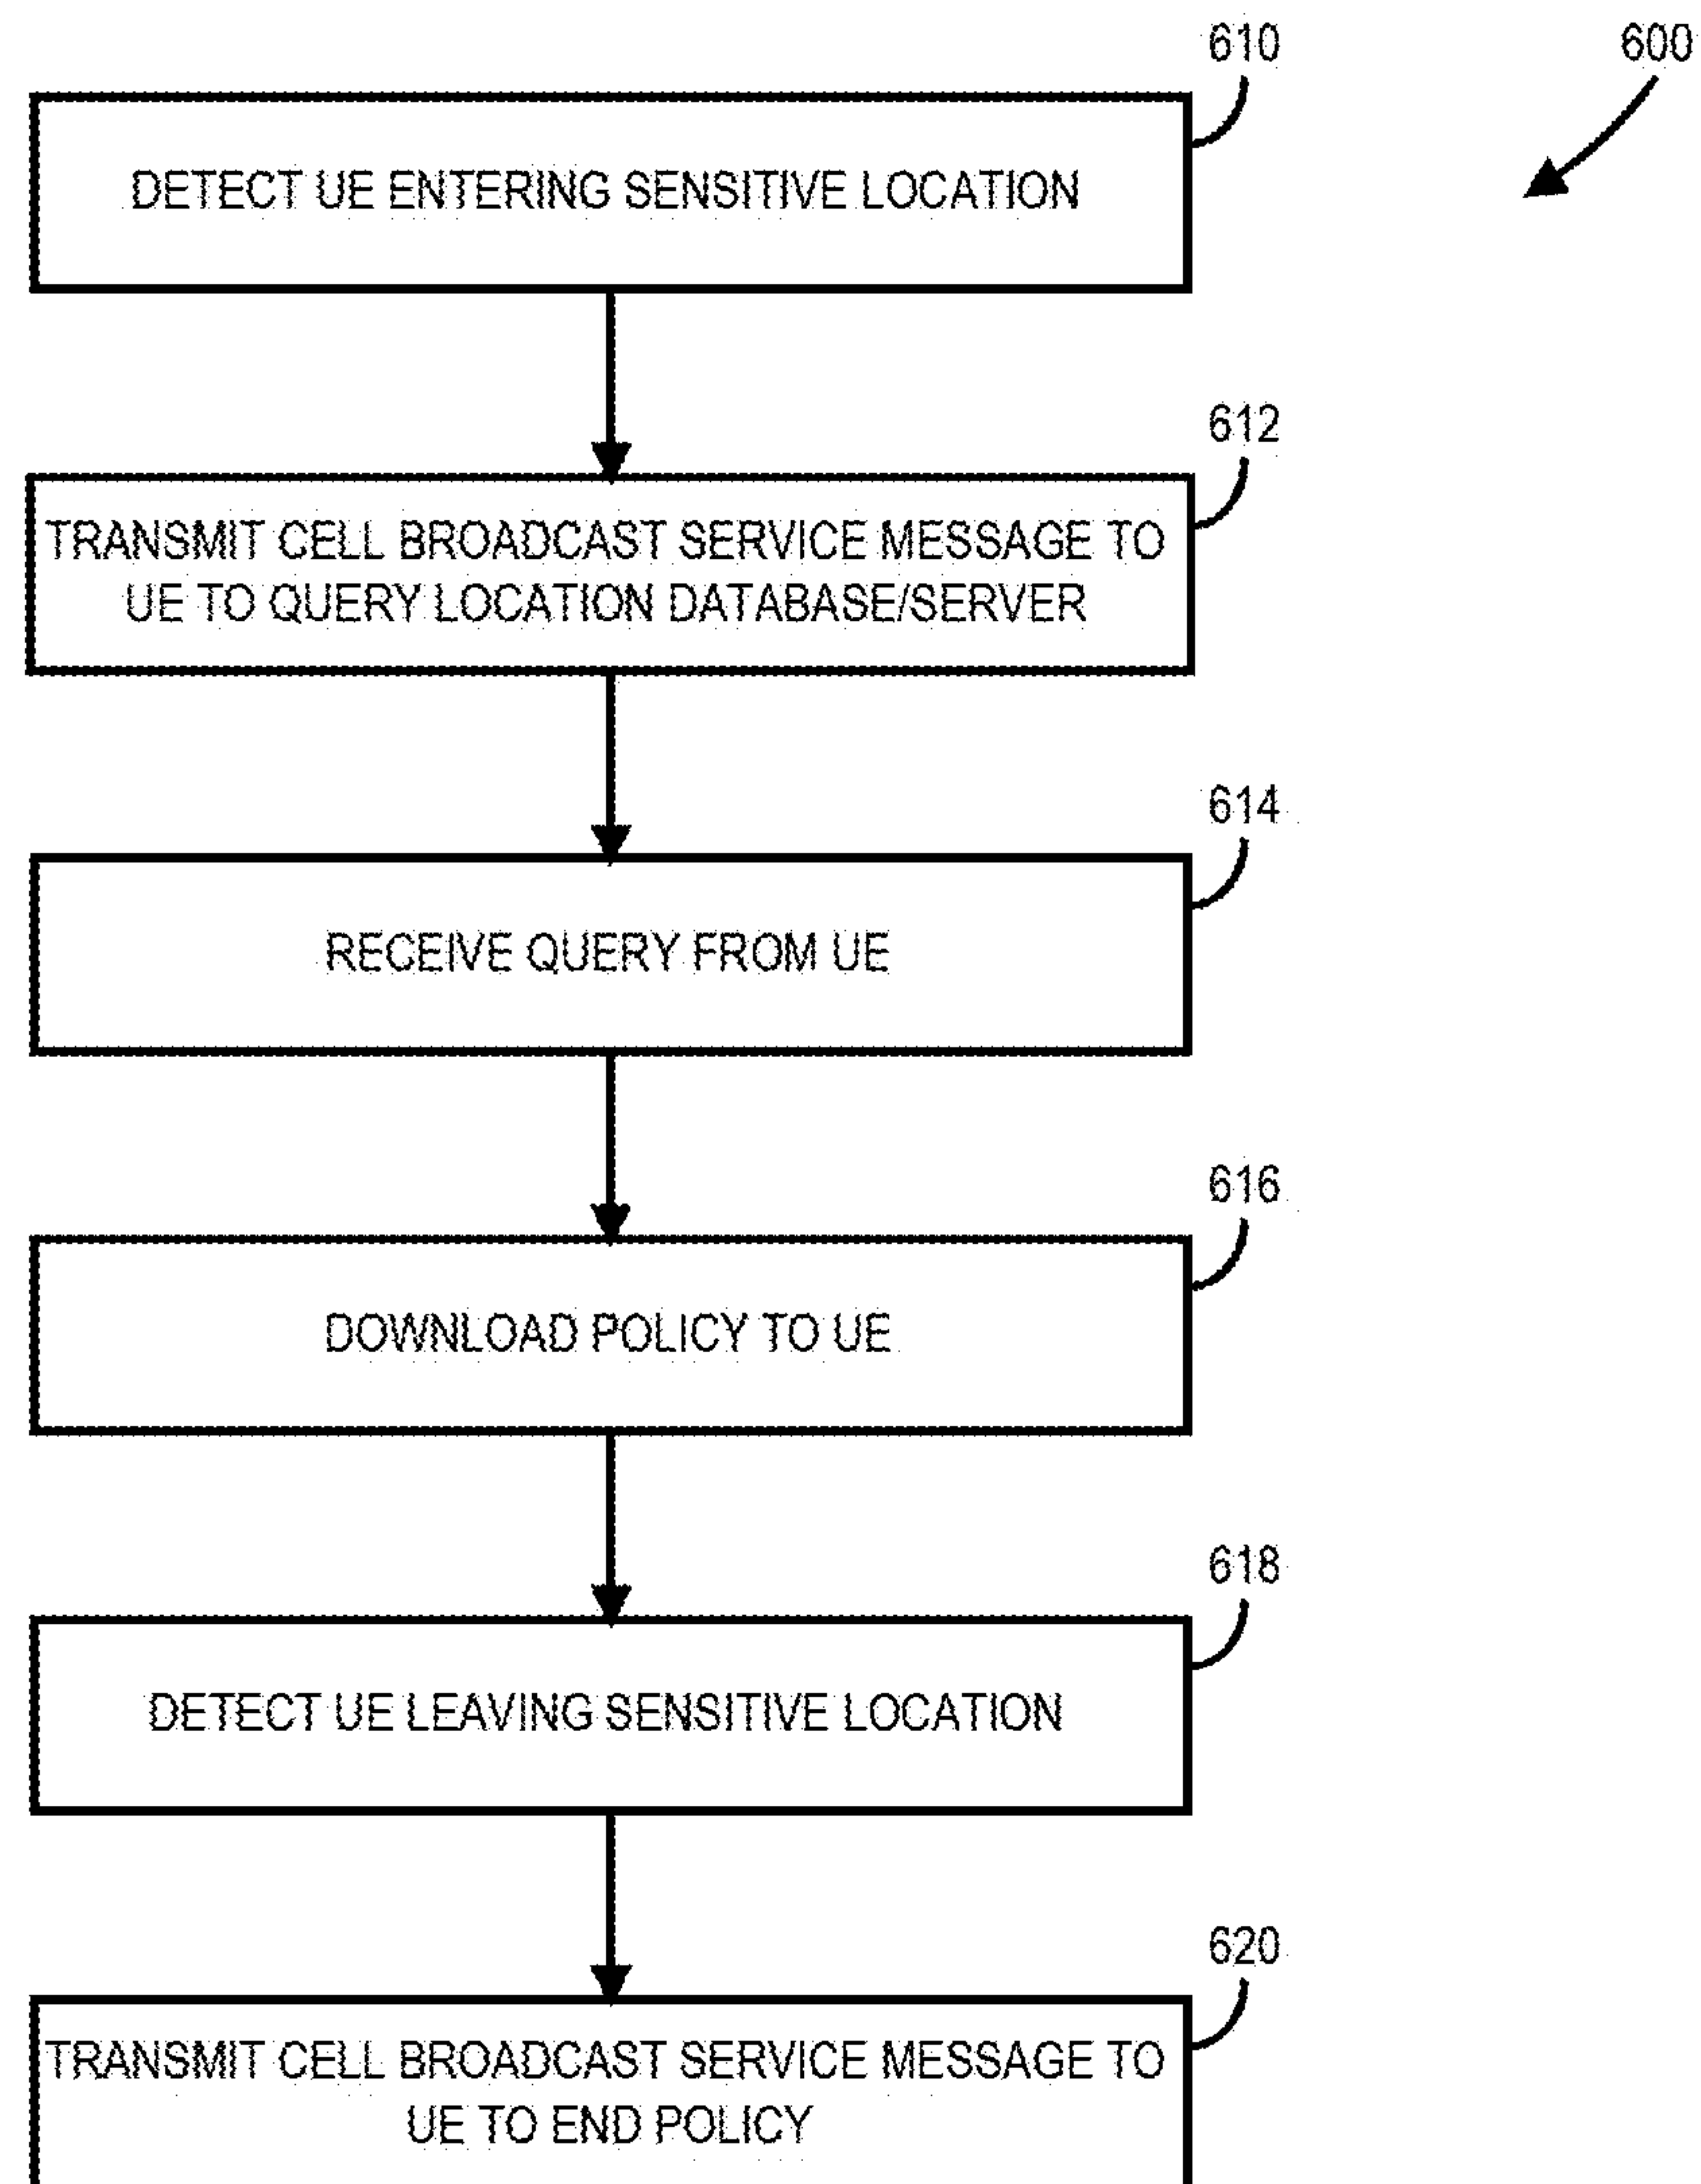 610
600
DETECT UE ENTERING SENSITIVE LOCATION
612
TRANSMIT CELL BROADCAST SERVICE MESSAGE TO
UE TO QUERY LOCATION DATABASE/SERVER
614
RECEIVE QUERY FROM UE
616
DOWNLOAD POLICY TO UE
618
DETECT UE LEAVING SENSITIVE LOCATION
620
TRANSMIT CELL BROADCAST SERVICE MESSAGE TO
UE TO END POLICY